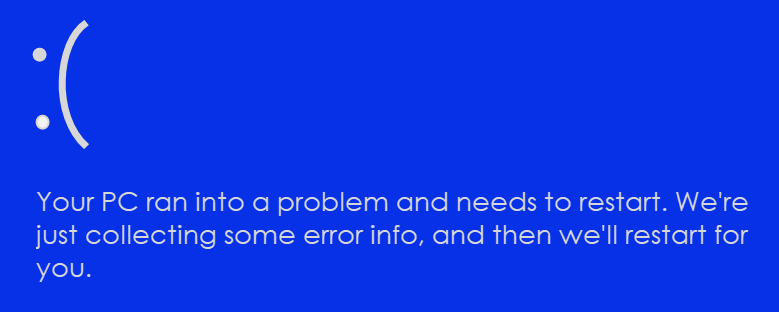 :(
Your PC ran into a problem and needs to restart. We're
just collecting some error info, and then we'll restart for
you.